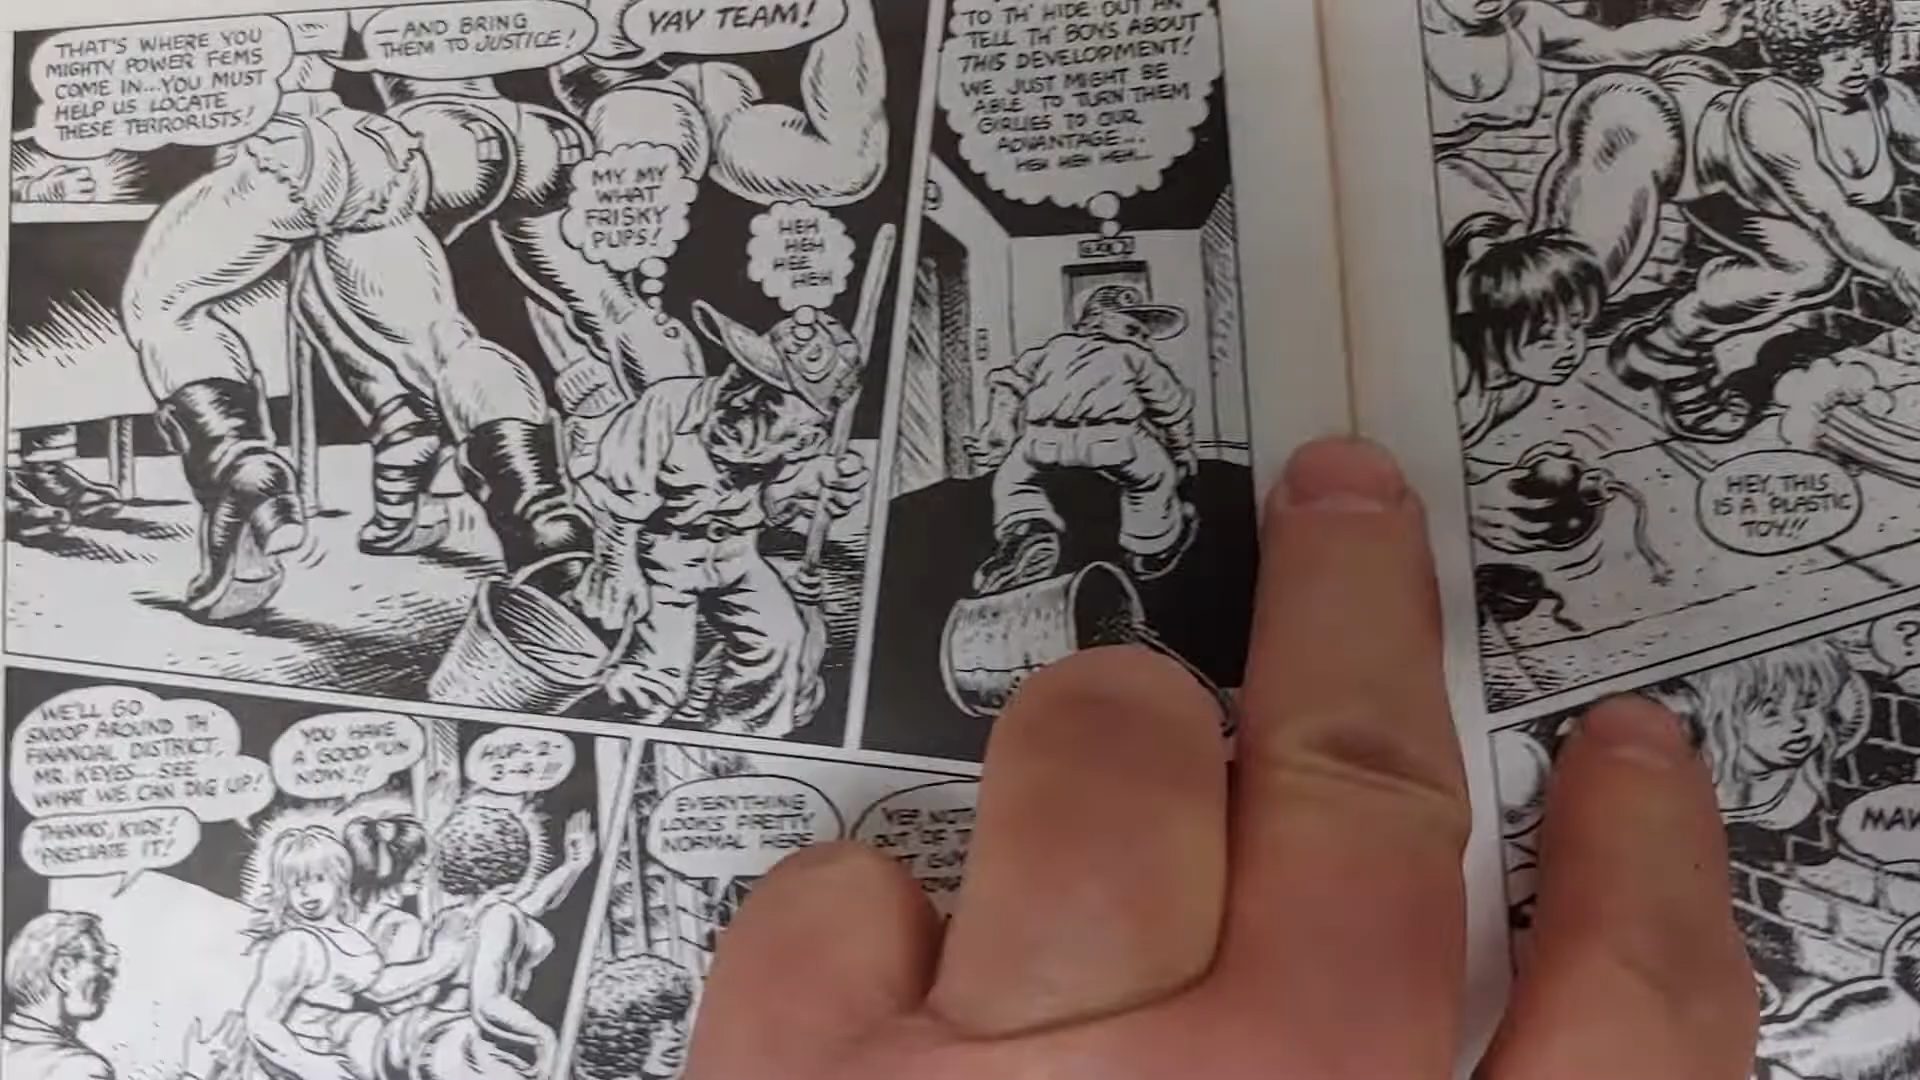 THAT'S WHERE YOU
MIGHTY POWER FEMS
COME IN...YOU MUST
HELP US LOCATE
THESE TERRORISTS!
—AND BRING
THEM TO JUSTICE!
YAY TEAM!
MY MY
WHAT
FRISKY
PUPS!
HEH
HEH
HEE
HEH
TO TH' HIDE-OUT AN'
TELL TH' BOYS ABOUT
THIS DEVELOPMENT!
WE JUST MIGHT BE
ABLE TO TURN THEM
GIRLIES TO OUR
ADVANTAGE...
HEH HEH HEH...
HEY, THIS
IS A PLASTIC
TOY!!
WE'LL GO
SNOOP AROUND TH'
FINANCIAL DISTRICT,
MR. KEYES...SEE
WHAT WE CAN DIG UP!
THANKS, KIDS!
'PRECIATE IT!
YOU HAVE
A GOOD 'UN
NOW!!
HUP-2-
3-4!!!
EVERYTHING
LOOKS PRETTY
NORMAL HERE
?